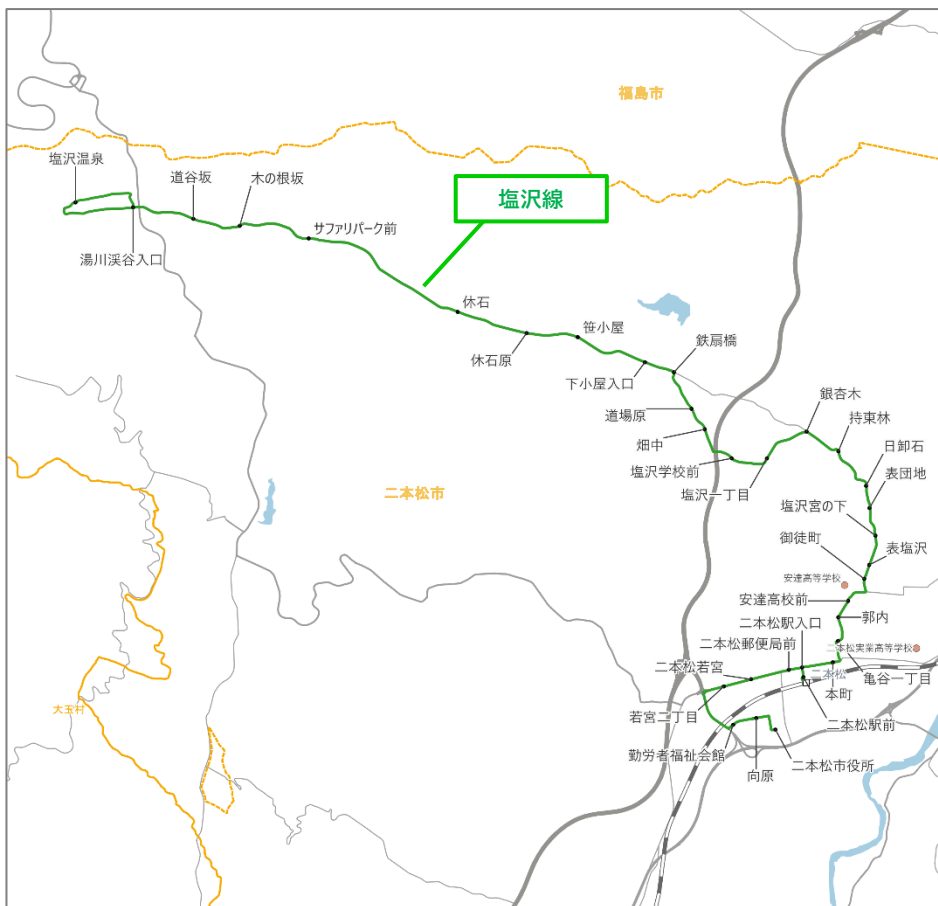 福島市
塩沢温泉
道谷坂
木の根坂
塩沢線
サファリパーク前
湯川渓谷入口
休石
笹小屋
鉄扇橋
休石原
下小屋入口
銀杏木
道場原
持東林
畑中
日卸石
塩沢学校前
表団地
二本松市
塩沢一丁目
塩沢宮の下
御徒町
表塩沢
安達高等学校
安達高校前
二本松駅入口
郭内
二本松郵便局前
二本松実業高等学校
二本松若宮
二本松
亀谷一丁目
本町
大玉村
若宮二丁目
二本松駅前
勤労者福祉会館
二本松市役所
向原